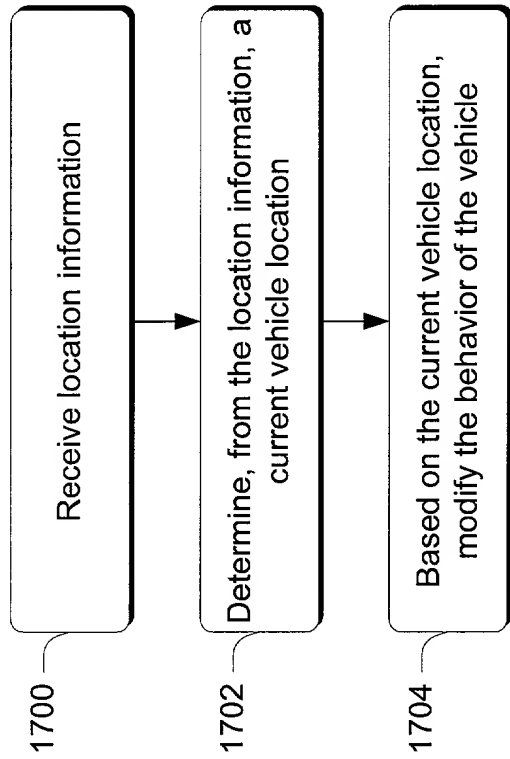 1700
Receive location information
1702
Determine, from the location information, a
current vehicle location
1704
Based on the current vehicle location,
modify the behavior of the vehicle